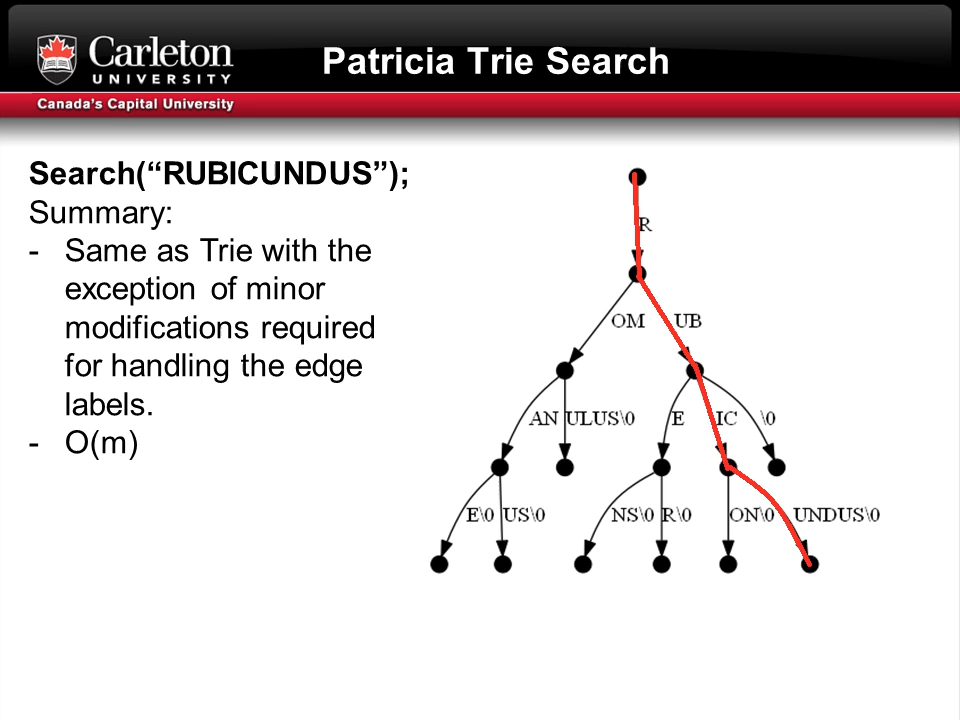 Carleton
UNIVERSITY
Canada's Capital University
Patricia Trie Search
Search(“RUBICUNDUS”);
Summary:
- Same as Trie with the
exception of minor
modifications required
for handling the edge
labels.
- O(m)
R
OM UB
AN ULUS\0 E IC \0
E\0 US\0 NS\0 R\0 ON\0 UNDUS\0